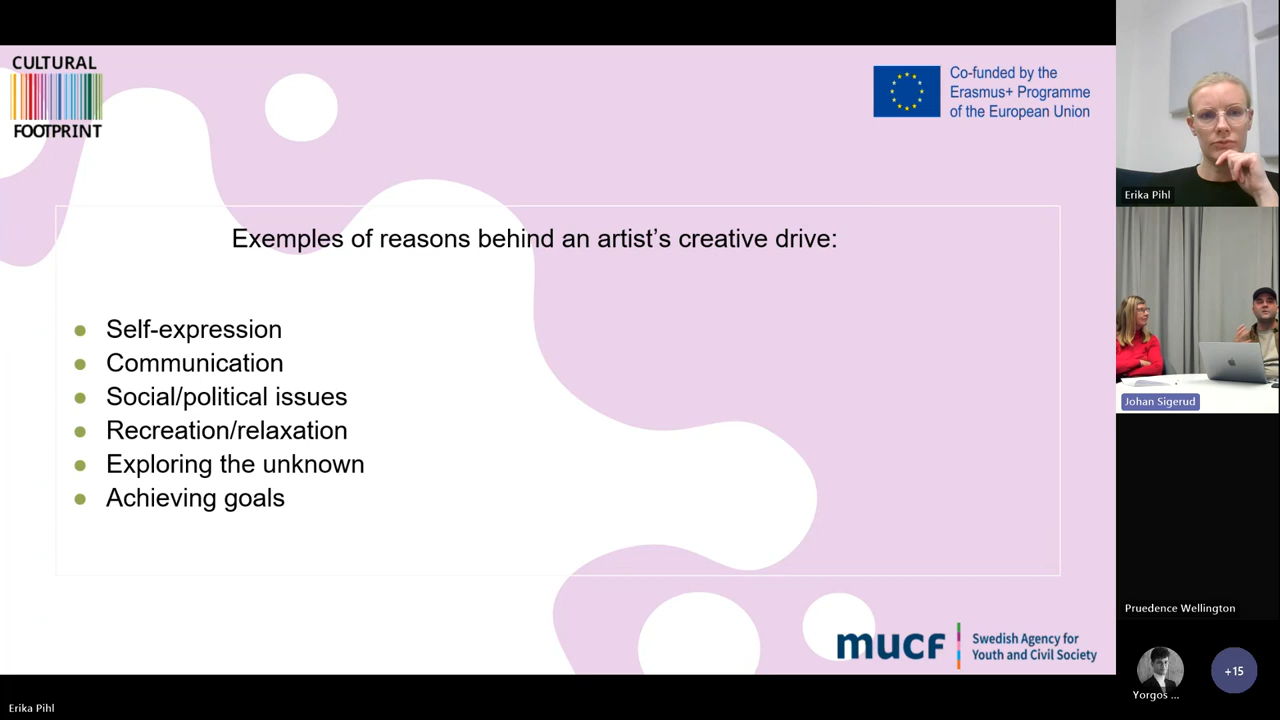 CULTURAL
FOOTPRINT
Co-funded by the
Erasmus+ Programme
of the European Union
Exemples of reasons behind an artist’s creative drive:
Self-expression
Communication
Social/political issues
Recreation/relaxation
Exploring the unknown
Achieving goals
mucf
Swedish Agency for
Youth and Civil Society
Erika Pihl
Erika Pihl
Johan Sigerud
Pruedence Wellington
Yorgos ...
+15